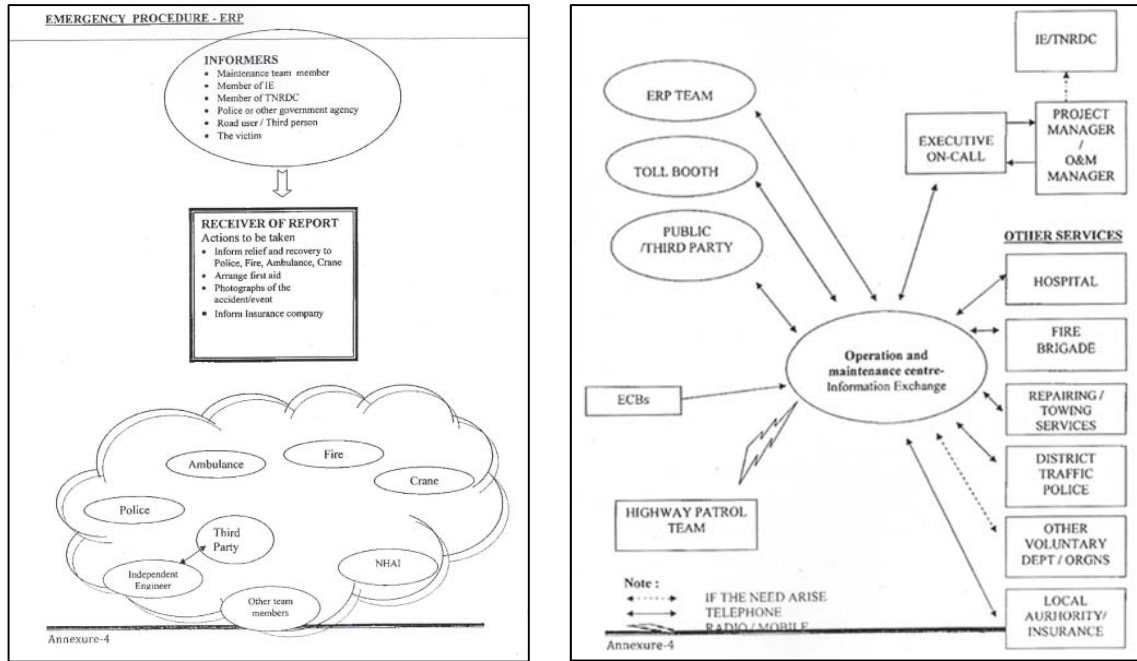 EMERGENCY PROCEDURE - ERP
INFORMERS
• Maintenance team member
• Member of IE
• Member of TNRDC
• Police or other government agency
• Road user / Third person
• The victim
RECEIVER OF REPORT
Actions to be taken
• Inform relief and recovery to
Police, Fire, Ambulance, Crane
• Arrange first aid
• Photographs of the
accident/event
• Inform Insurance company
Fire
Ambulance
Crane
Police
Third
Party
NHAI
Independent
Engineer
Other team
members
Annexure-4
IE/TNRDC
ERP TEAM
EXECUTIVE
ON-CALL
PROJECT
MANAGER
/
O&M
MANAGER
TOLL BOOTH
PUBLIC
/THIRD PARTY
OTHER SERVICES
HOSPITAL
FIRE
BRIGADE
Operation and
maintenance centre-
Information Exchange
ECBs
REPAIRING /
TOWING
SERVICES
DISTRICT
TRAFFIC
POLICE
HIGHWAY PATROL
TEAM
OTHER
VOLUNTARY
DEPT / ORGNS
LOCAL
AURHORITY/
INSURANCE
Note :
IF THE NEED ARISE
TELEPHONE
RADIO / MOBILE
Annexure-4